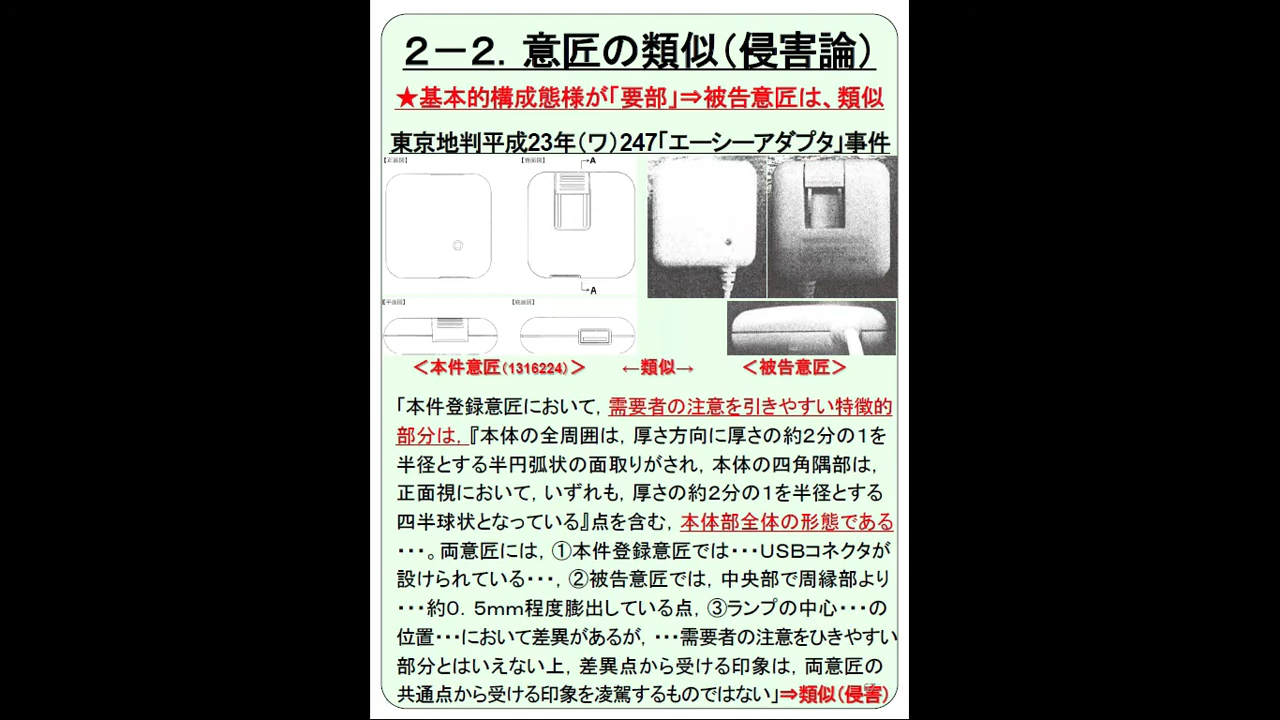 ２－２．意匠の類似（侵害論）
★基本的構成態様が「要部」⇒被告意匠は、類似
東京地判平成23年（ワ）247「エーシーアダプタ」事件
【正面図】
【背面図】
A
A
【平面図】
【底面図】
＜本件意匠（1316224）＞ ←類似→ ＜被告意匠＞
「本件登録意匠において，需要者の注意を引きやすい特徴的
部分は，『本体の全周囲は，厚さ方向に厚さの約２分の１を
半径とする半円弧状の面取りがされ，本体の四角隅部は，
正面視において，いずれも，厚さの約２分の１を半径とする
四半球状となっている』点を含む，本体部全体の形態である
・・・。両意匠には，①本件登録意匠では・・・ＵＳＢコネクタが
設けられている・・・，②被告意匠では，中央部で周縁部より
・・・約０．５ｍｍ程度膨出している点，③ランプの中心・・・の
位置・・・において差異があるが，・・・需要者の注意をひきやすい
部分とはいえない上，差異点から受ける印象は，両意匠の
共通点から受ける印象を凌駕するものではない」⇒類似（侵害）